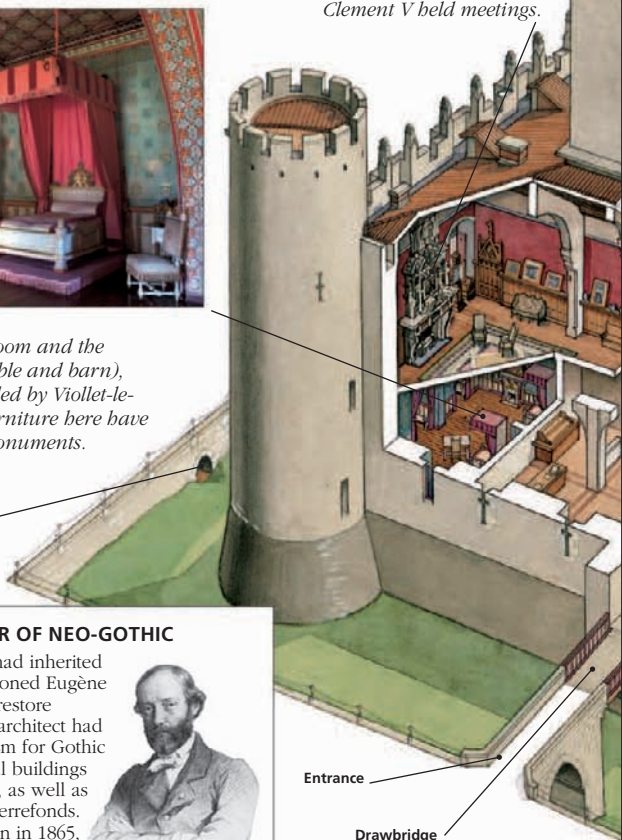 Clement V held meetings.
oom and the
ble and barn),
led by Viollet-le-
rniture here have
onuments.
R OF NEO-GOTHIC
had inherited
oned Eugène
restore
architect had
m for Gothic
l buildings
, as well as
errefonds.
n in 1865,
Entrance
Drawbridge